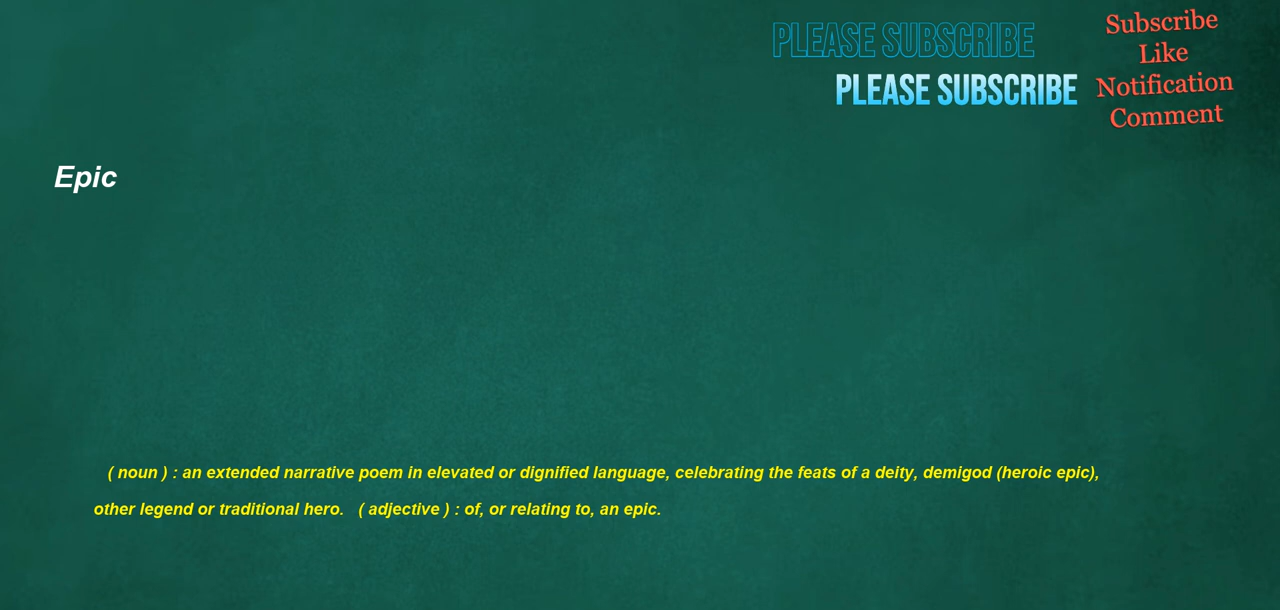 PLEASE SUBSCRIBE
PLEASE SUBSCRIBE
Subscribe
Like
Notification
Comment
Epic
( noun ) : an extended narrative poem in elevated or dignified language, celebrating the feats of a deity, demigod (heroic epic),
other legend or traditional hero. ( adjective ) : of, or relating to, an epic.